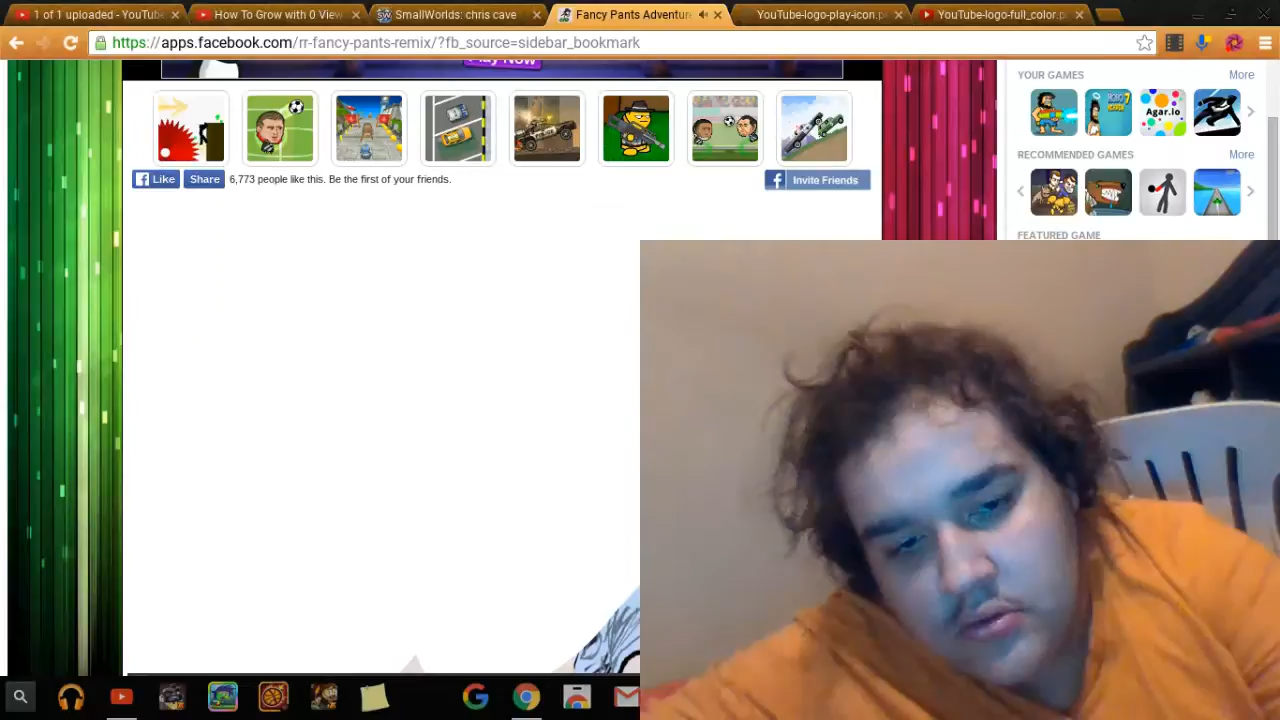 1 of 1 uploaded - YouTube
How To Grow with 0 View
SmallWorlds: chris cave
Fancy Pants Adventur
YouTube-logo-play-icon.p
YouTube-logo-full_color.p
https://apps.facebook.com/rr-fancy-pants-remix/?fb_source=sidebar_bookmark
Play Now
YOUR GAMES
More
Agar.io
RECOMMENDED GAMES
More
Like
Share
6,773 people like this. Be the first of your friends.
Invite Friends
FEATURED GAME